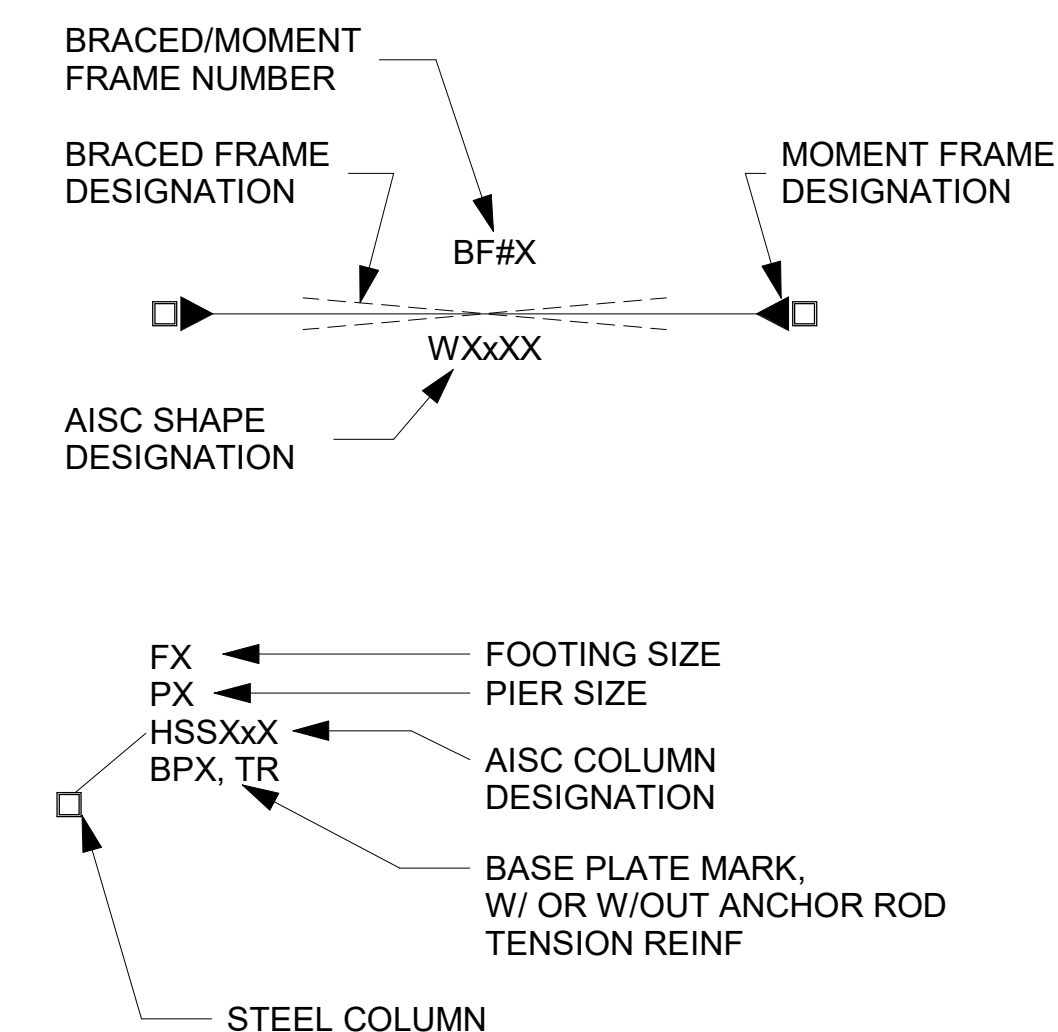 BRACED/MOMENT
FRAME NUMBER
BRACED FRAME
DESIGNATION
MOMENT FRAME
DESIGNATION
BF#X
WXxXX
AISC SHAPE
DESIGNATION
FX
FOOTING SIZE
PX
PIER SIZE
HSSXxX
BPX, TR
AISC COLUMN
DESIGNATION
BASE PLATE MARK,
W/ OR W/OUT ANCHOR ROD
TENSION REINF
STEEL COLUMN